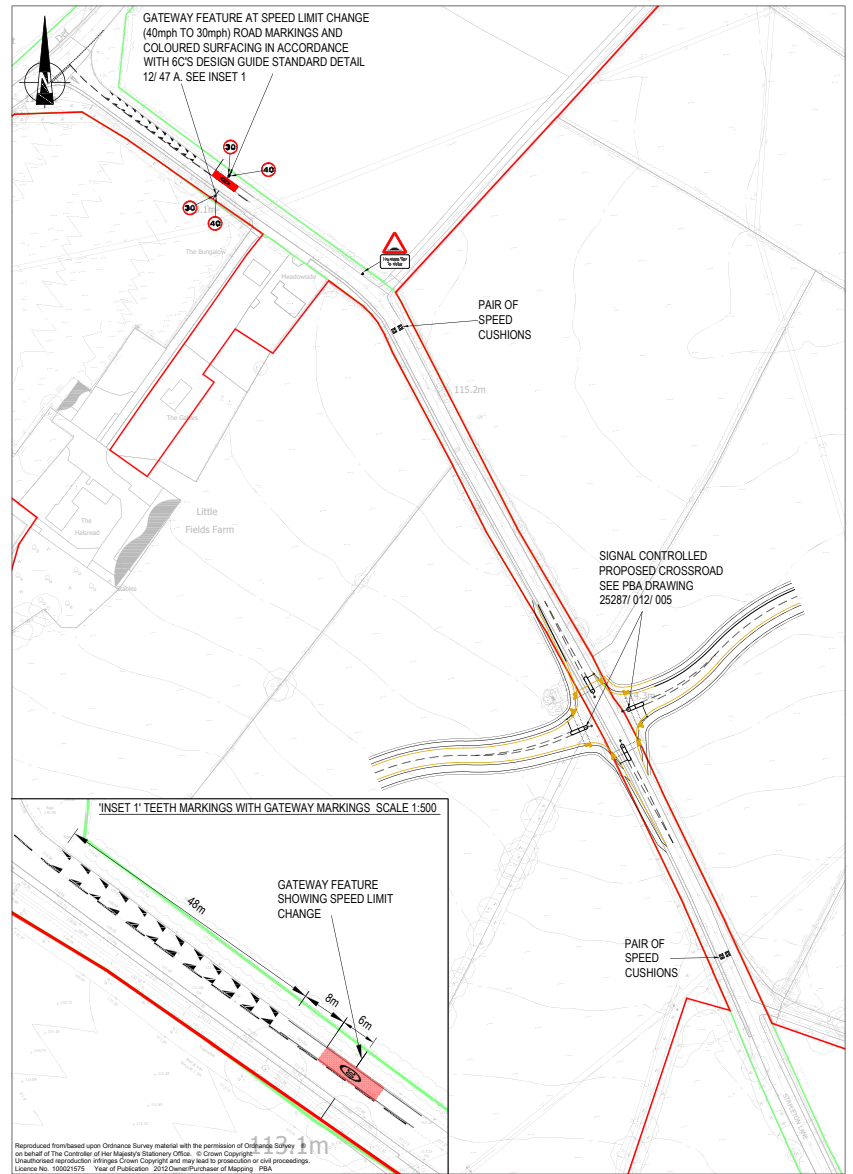 GATEWAY FEATURE AT SPEED LIMIT CHANGE
(40mph TO 30mph) ROAD MARKINGS AND
COLOURED SURFACING IN ACCORDANCE
WITH 6C'S DESIGN GUIDE STANDARD DETAIL
12/ 47 A. SEE INSET 1
Def
N
30
40
30
40
The Bungalow
Meadowside
PAIR OF
SPEED
CUSHIONS
115.2m
The Gables
Little
Fields Farm
The
Stables
SIGNAL CONTROLLED
PROPOSED CROSSROAD
SEE PBA DRAWING
25287/ 012/ 005
PAIR OF
SPEED
CUSHIONS
'INSET 1' TEETH MARKINGS WITH GATEWAY MARKINGS SCALE 1:500
48m
GATEWAY FEATURE
SHOWING SPEED LIMIT
CHANGE
8m
6m
30
113.1m
Reproduced from/based upon Ordnance Survey material with the permission of Ordnance Survey ®
on behalf of The Controller of Her Majesty's Stationery Office. © Crown Copyright
Unauthorised reproduction infringes Crown Copyright and may lead to prosecution or civil proceedings.
Licence No. 100021575 Year of Publication 2012Owner/Purchaser of Mapping PBA